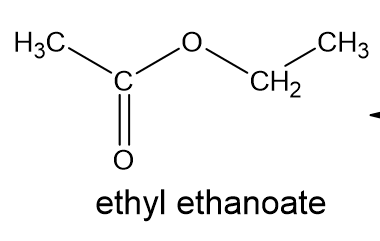 H₃C
O
CH₃
C
CH₂
O
ethyl ethanoate